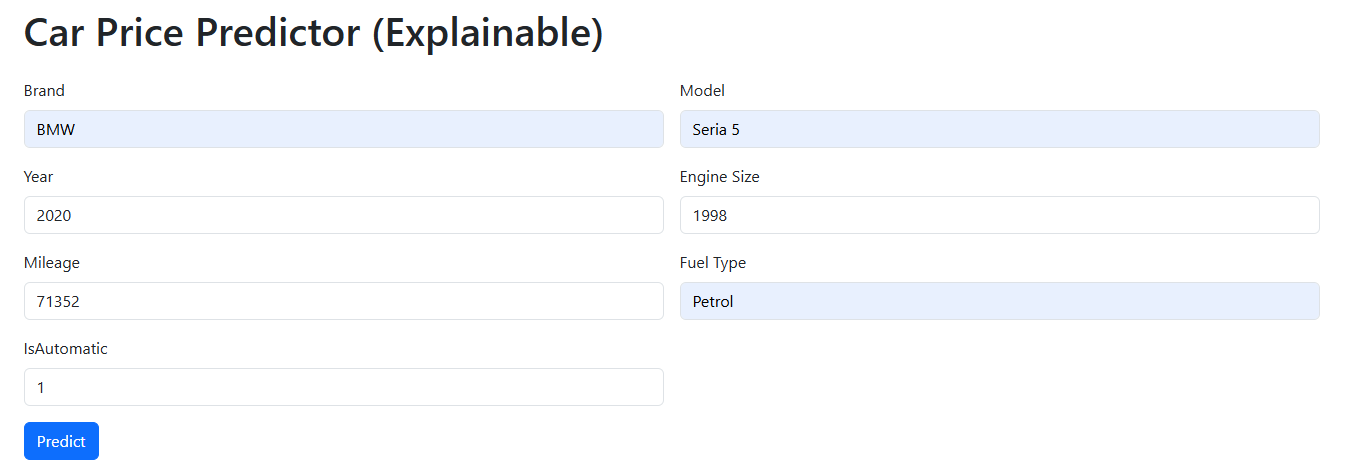 Car Price Predictor (Explainable)
Brand
Model
BMW
Seria 5
Year
Engine Size
2020
1998
Mileage
Fuel Type
71352
Petrol
IsAutomatic
1
Predict